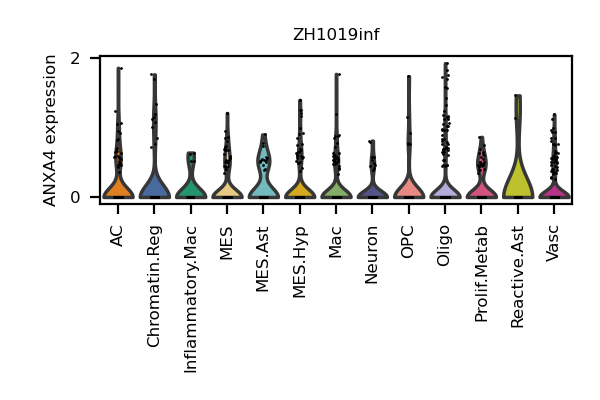 ZH1019inf
ANXA4 expression
2
0
AC
Chromatin.Reg
Inflammatory.Mac
MES
MES.Ast
MES.Hyp
Mac
Neuron
OPC
Oligo
Prolif.Metab
Reactive.Ast
Vasc